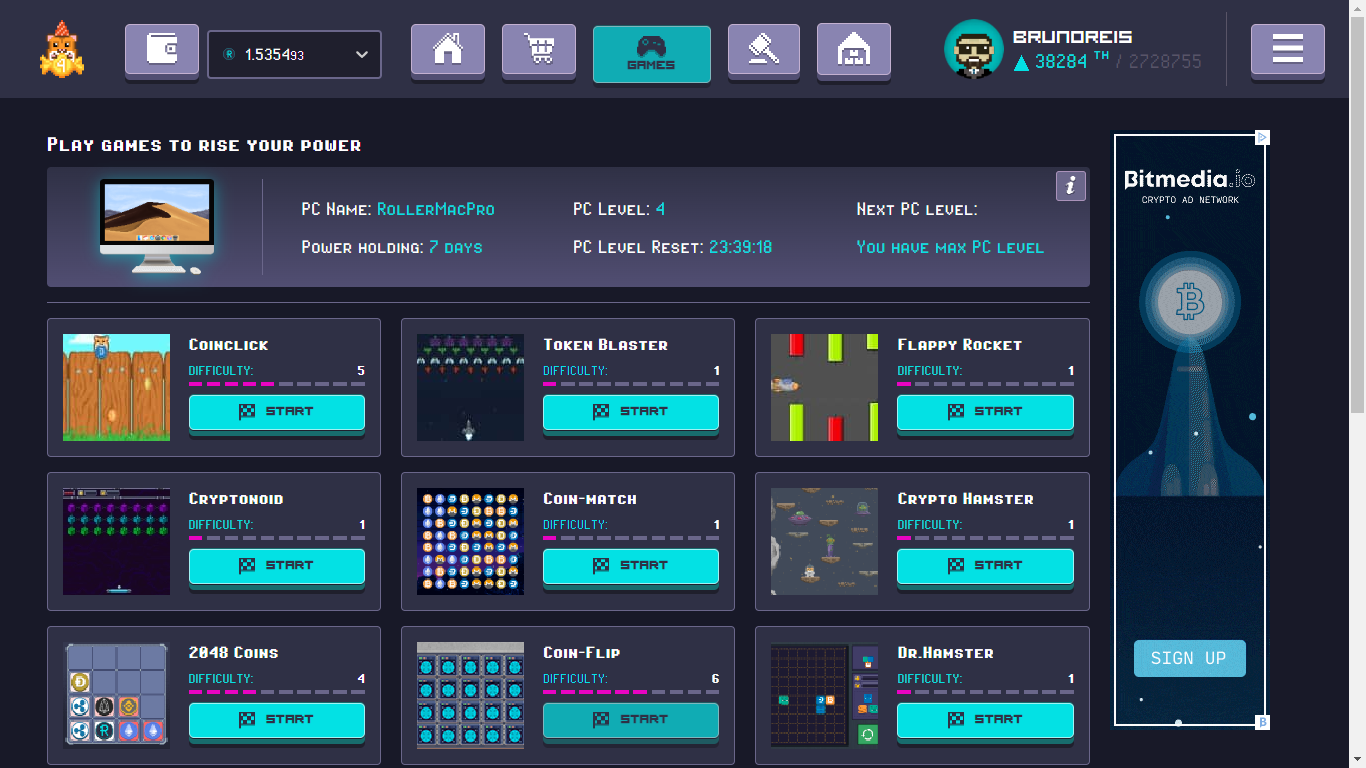 1.535493
GAMES
BRUNOREIS
38284 TH / 2728755
Play games to rise your power
PC Name: RollerMacPro
PC Level: 4
Next PC level:
Power holding: 7 days
PC Level Reset: 23:39:18
You have max PC level
i
Coinclick
DIFFICULTY: 5
START
Token Blaster
DIFFICULTY: 1
START
Flappy Rocket
DIFFICULTY: 1
START
Cryptonoid
DIFFICULTY: 1
START
Coin-match
DIFFICULTY: 1
START
Crypto Hamster
DIFFICULTY: 1
START
2048 Coins
DIFFICULTY: 4
START
Coin-Flip
DIFFICULTY: 6
START
Dr.Hamster
DIFFICULTY: 1
START
Bitmedia.io
CRYPTO AD NETWORK
SIGN UP